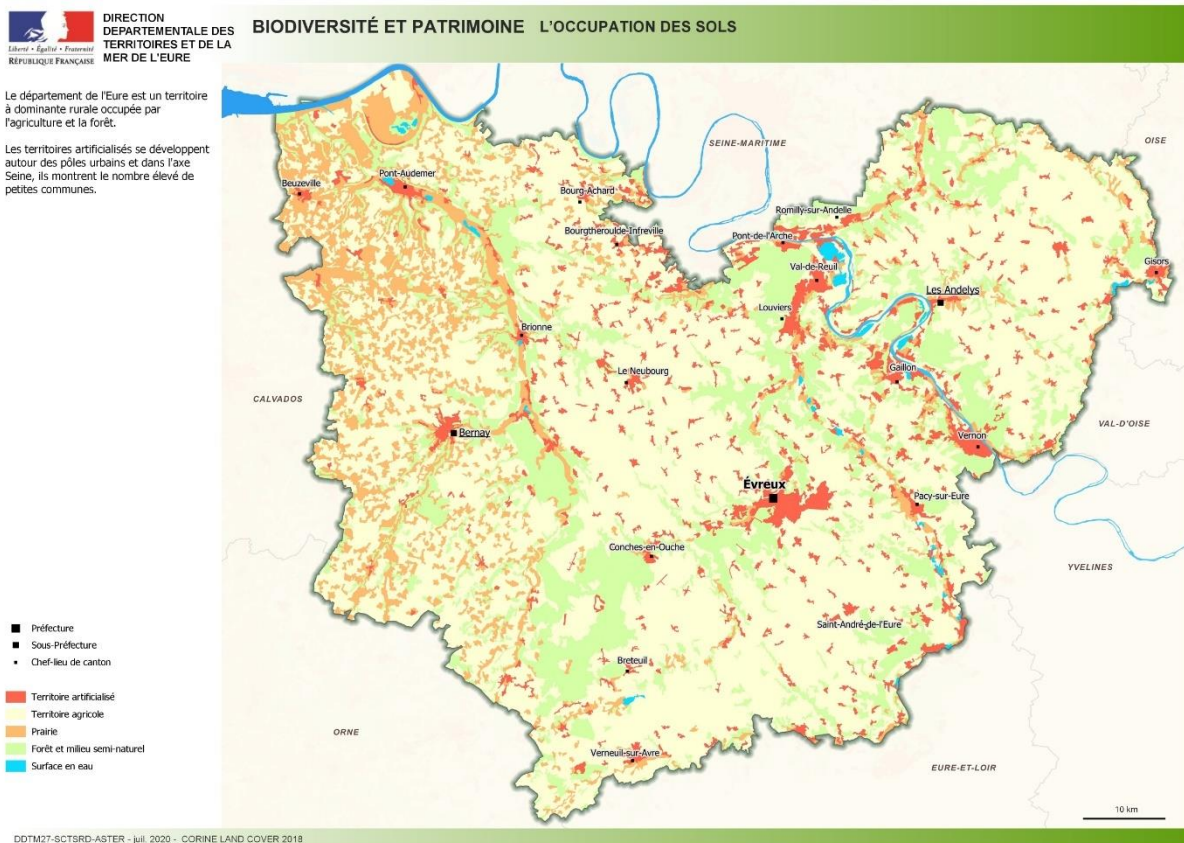 Liberté • Égalité • Fraternité
RÉPUBLIQUE FRANÇAISE
DIRECTION
DEPARTEMENTALE DES
TERRITOIRES ET DE LA
MER DE L'EURE
BIODIVERSITÉ ET PATRIMOINE L'OCCUPATION DES SOLS
Le département de l'Eure est un territoire
à dominante rurale occupée par
l'agriculture et la forêt.
Les territoires artificialisés se développent
autour des pôles urbains et dans l'axe
Seine, ils montrent le nombre élevé de
petites communes.
SEINE-MARITIME
OISE
Beuzeville
Pont-Audemer
Bourg-Achard
Romilly-sur-Andelle
Bourgtheroulde-Infreville
Pont-de-l'Arche
Val-de-Reuil
Gisors
Les Andelys
Louviers
Brionne
Gaillon
Le Neubourg
CALVADOS
VAL-D'OISE
Bernay
Vernon
Évreux
Pacy-sur-Eure
Conches-en-Ouche
YVELINES
Saint-André-de-l'Eure
Breteuil
ORNE
Verneuil-sur-Avre
EURE-ET-LOIR
Préfecture
Sous-Préfecture
Chef-lieu de canton
Territoire artificialisé
Territoire agricole
Prairie
Forêt et milieu semi-naturel
Surface en eau
10 km
DDTM27-SCTSRD-ASTER - juil. 2020 - CORINE LAND COVER 2018